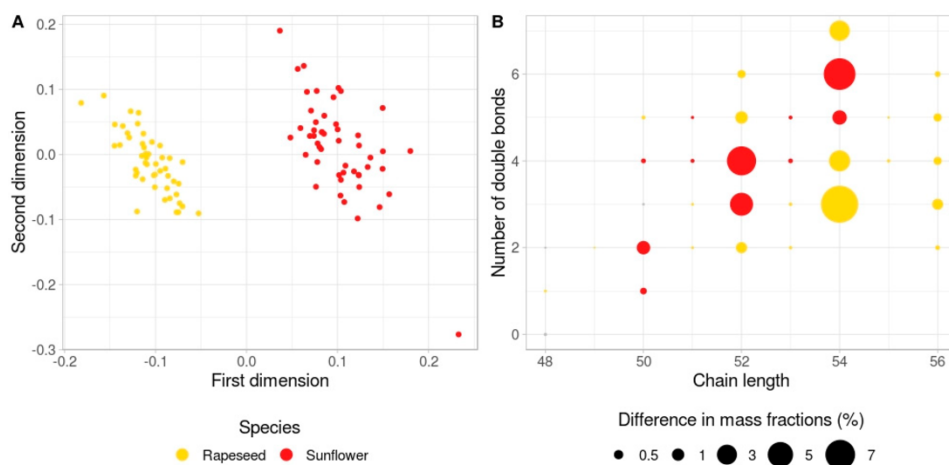 A
B
0.2
0.1
0.0
-0.1
-0.2
-0.3
Second dimension
-0.2
-0.1
0.0
0.1
0.2
First dimension
6
4
2
0
Number of double bonds
48
50
52
54
56
Chain length
Species
Rapeseed
Sunflower
Difference in mass fractions (%)
0.5
1
3
5
7